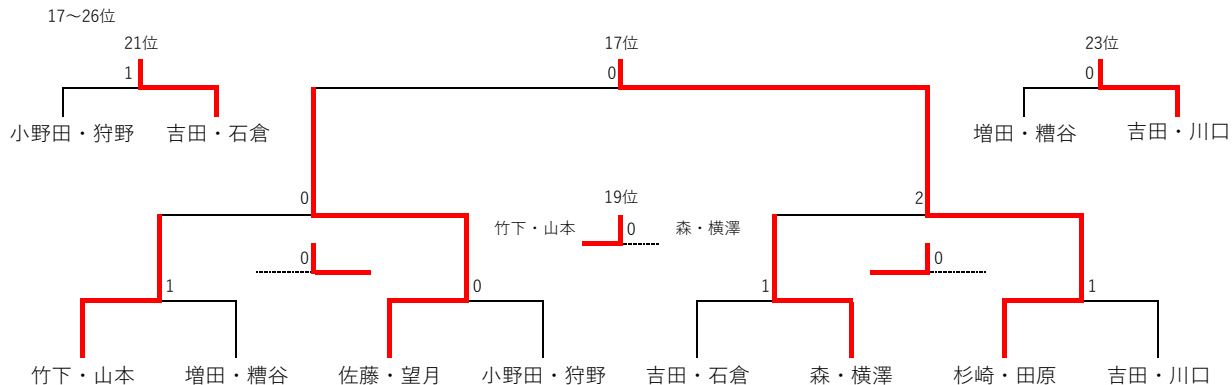 17～26位
21位
17位
23位
1
0
0
小野田・狩野
吉田・石倉
増田・糟谷
吉田・川口
0
19位
2
竹下・山本
0
森・横澤
0
0
1
0
1
1
竹下・山本
増田・糟谷
佐藤・望月
小野田・狩野
吉田・石倉
森・横澤
杉崎・田原
吉田・川口